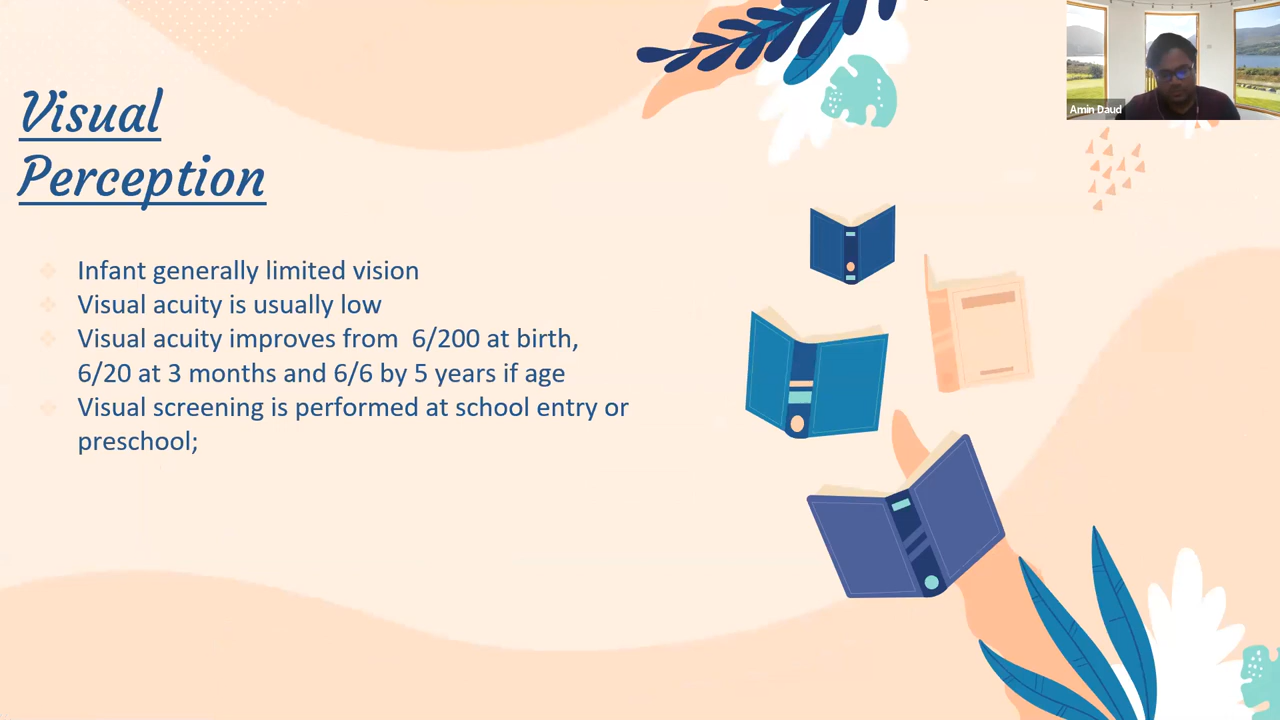 Visual
Perception
Infant generally limited vision
Visual acuity is usually low
Visual acuity improves from  6/200 at birth,
6/20 at 3 months and 6/6 by 5 years if age
Visual screening is performed at school entry or
preschool;
Amin Daud